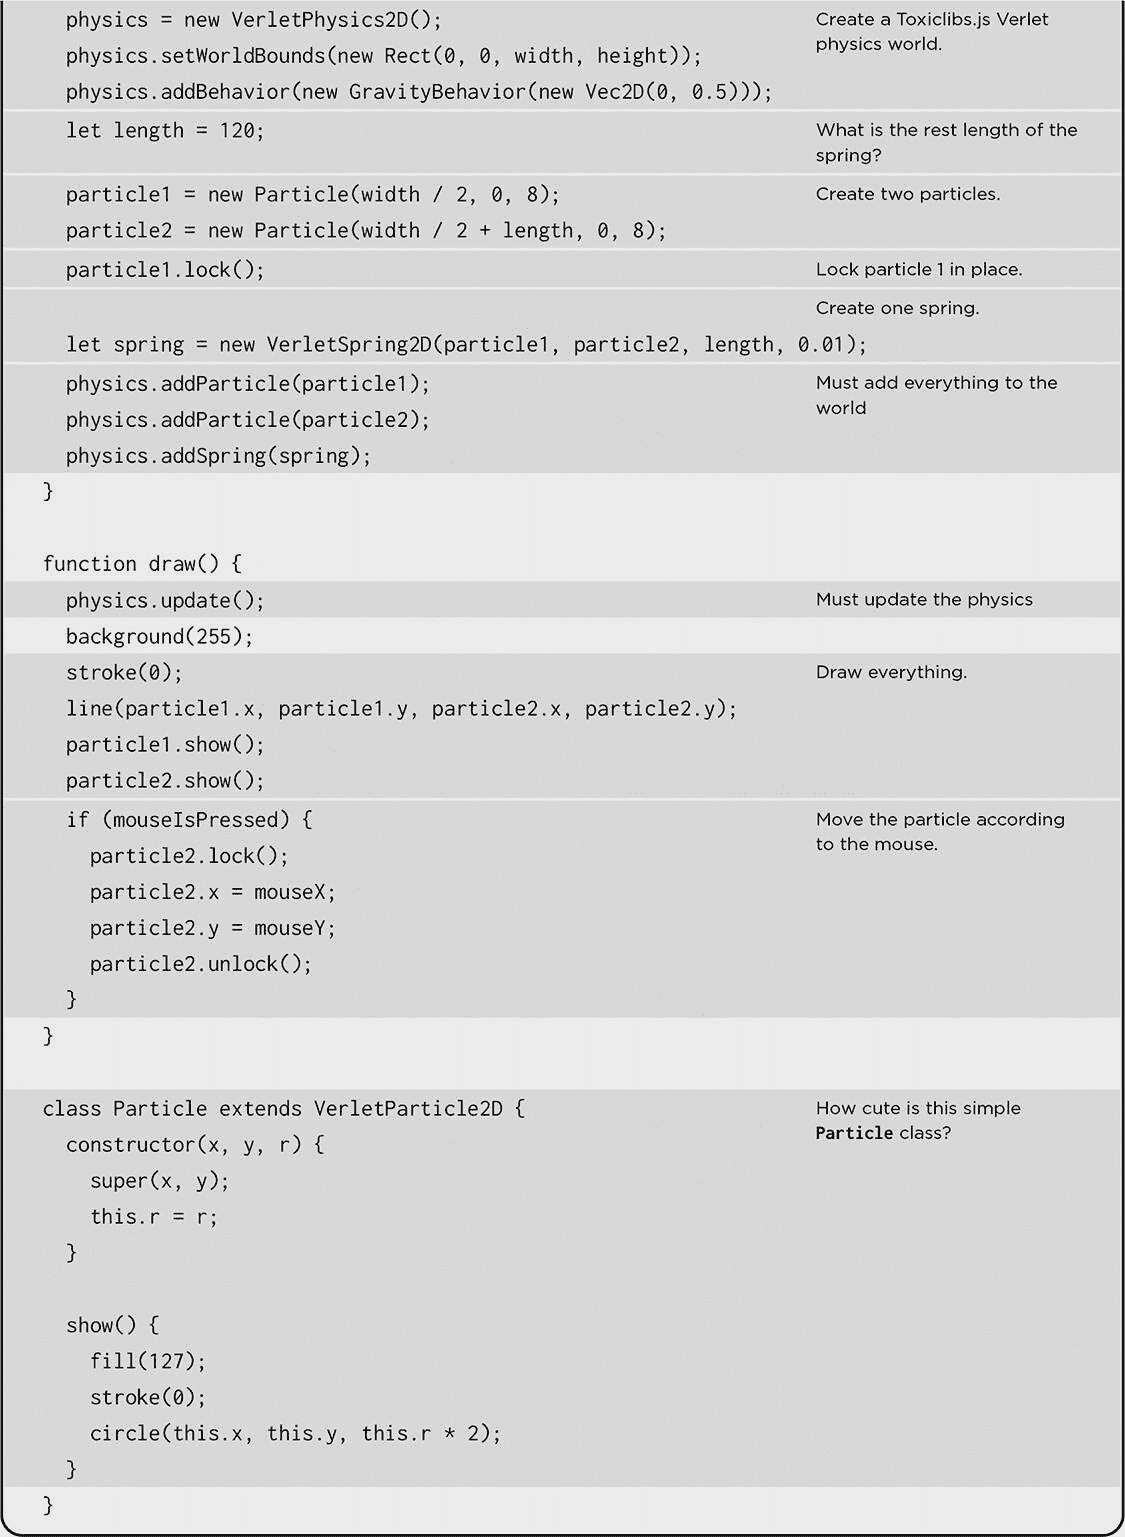 physics = new VerletPhysics2D();
Create a Toxiclibs.js Verlet
physics world.
physics.setWorldBounds(new Rect(0, 0, width, height));
physics.addBehavior(new GravityBehavior(new Vec2D(0, 0.5)));
let length = 120;
What is the rest length of the
spring?
particle1 = new Particle(width / 2, 0, 8);
Create two particles.
particle2 = new Particle(width / 2 + length, 0, 8);
particle1.lock();
Lock particle 1 in place.
Create one spring.
let spring = new VerletSpring2D(particle1, particle2, length, 0.01);
physics.addParticle(particle1);
Must add everything to the
world
physics.addParticle(particle2);
physics.addSpring(spring);
}
function draw() {
physics.update();
Must update the physics
background(255);
stroke(0);
Draw everything.
line(particle1.x, particle1.y, particle2.x, particle2.y);
particle1.show();
particle2.show();
if (mouseIsPressed) {
Move the particle according
to the mouse.
particle2.lock();
particle2.x = mouseX;
particle2.y = mouseY;
particle2.unlock();
}
}
class Particle extends VerletParticle2D {
How cute is this simple
Particle class?
constructor(x, y, r) {
super(x, y);
this.r = r;
}
show() {
fill(127);
stroke(0);
circle(this.x, this.y, this.r * 2);
}
}